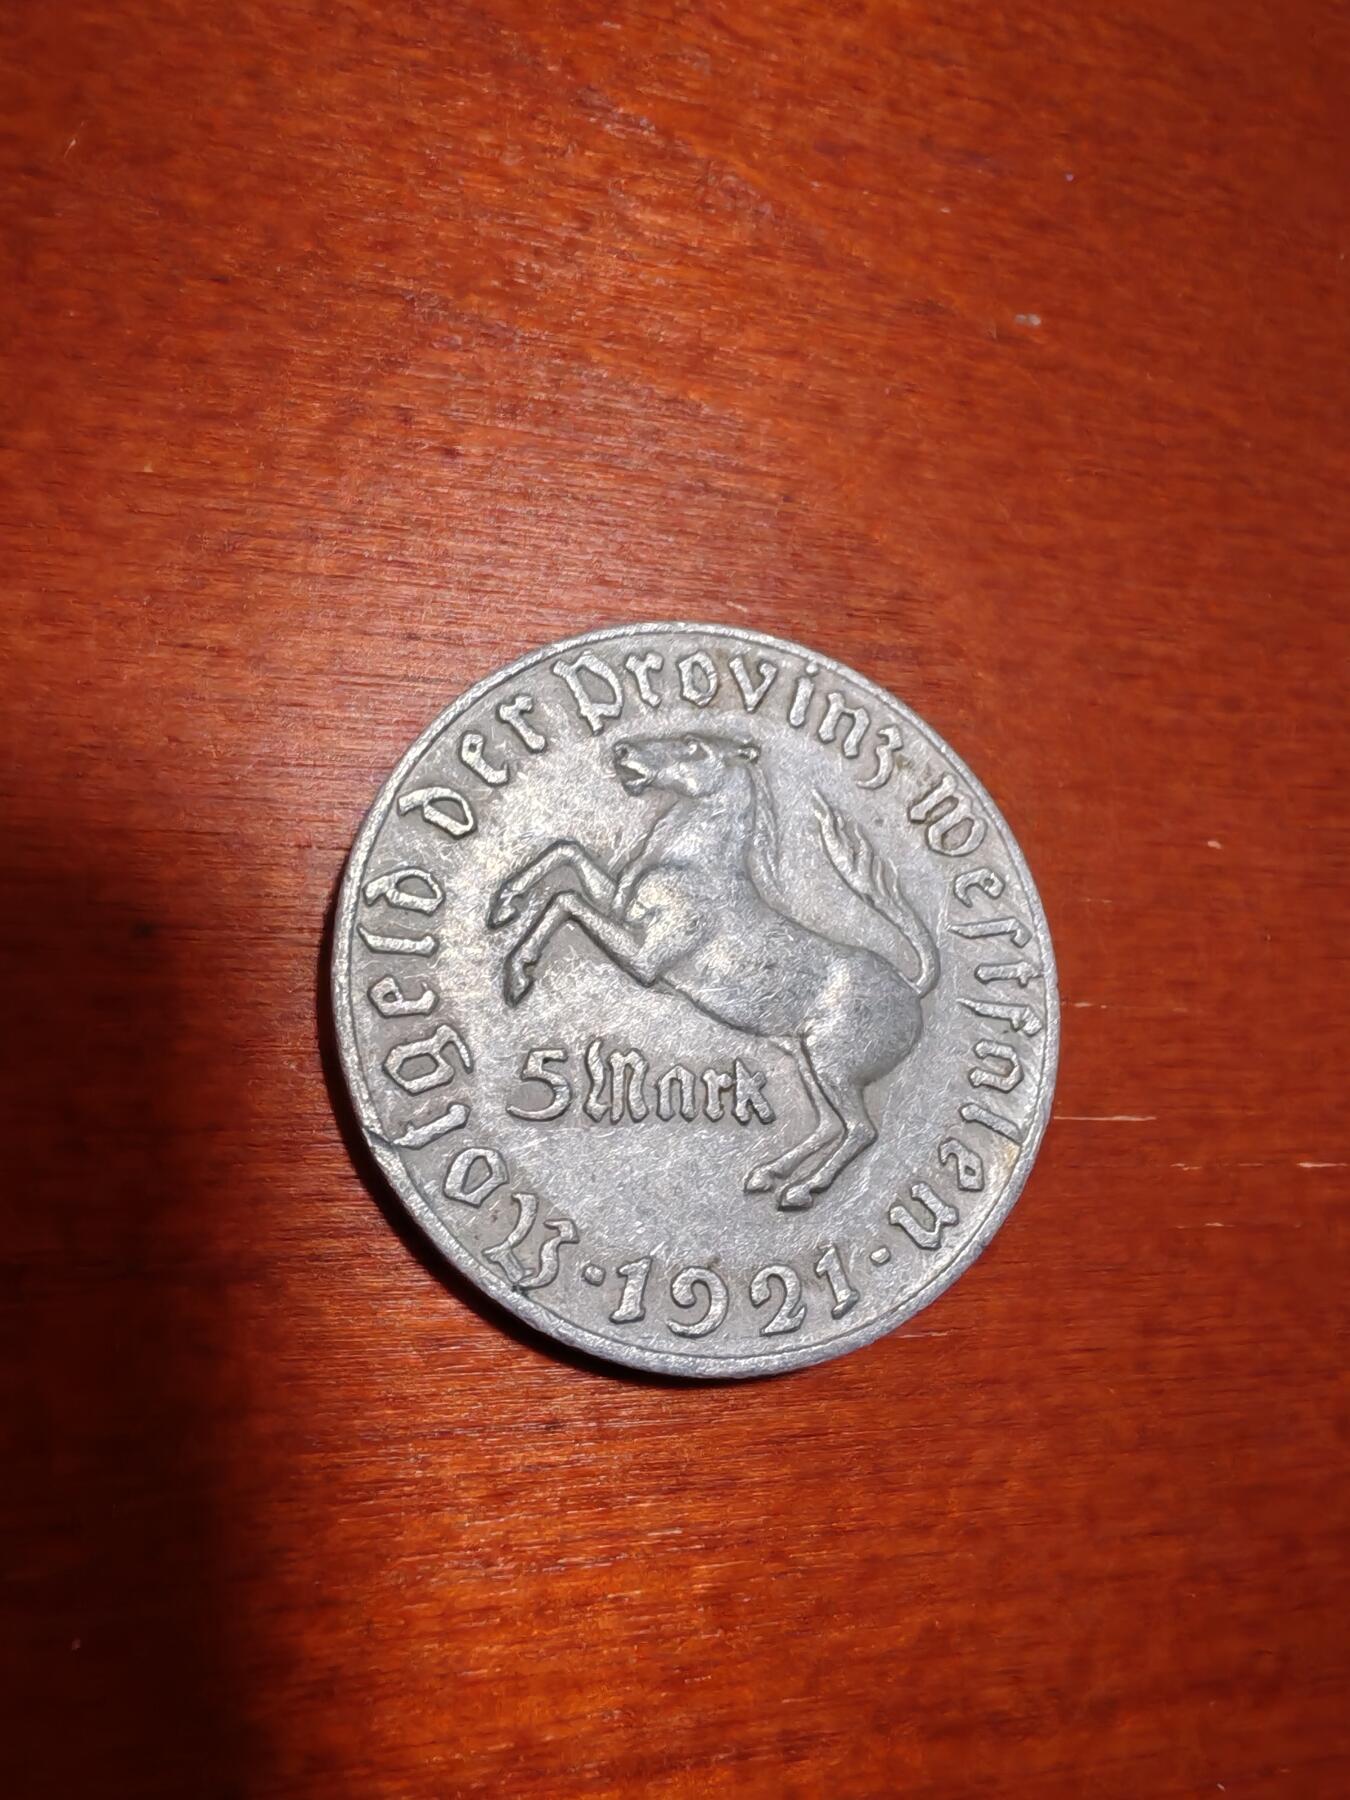 Notgeld der Provinz Westfalen
5 Mark
· 1921 ·